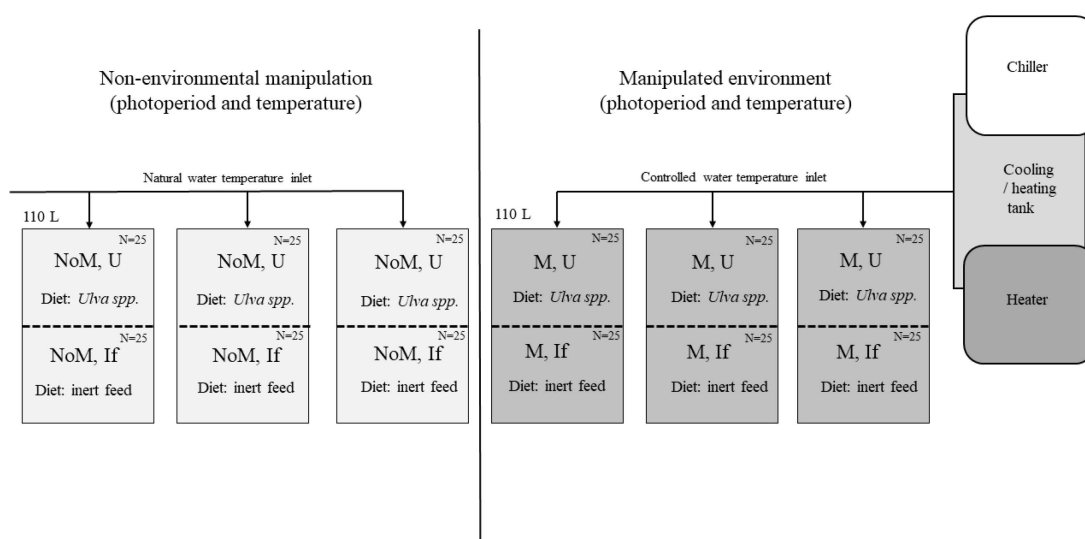 Non-environmental manipulation
(photoperiod and temperature)
Manipulated environment
(photoperiod and temperature)
Chiller
Cooling
/ heating
tank
Heater
Natural water temperature inlet
Controlled water temperature inlet
110 L
N=25
NoM, U
Diet: Ulva spp.
N=25
NoM, If
Diet: inert feed
N=25
NoM, U
Diet: Ulva spp.
N=25
NoM, If
Diet: inert feed
N=25
NoM, U
Diet: Ulva spp.
N=25
NoM, If
Diet: inert feed
110 L
N=25
M, U
Diet: Ulva spp.
N=25
M, If
Diet: inert feed
N=25
M, U
Diet: Ulva spp.
N=25
M, If
Diet: inert feed
N=25
M, U
Diet: Ulva spp.
N=25
M, If
Diet: inert feed